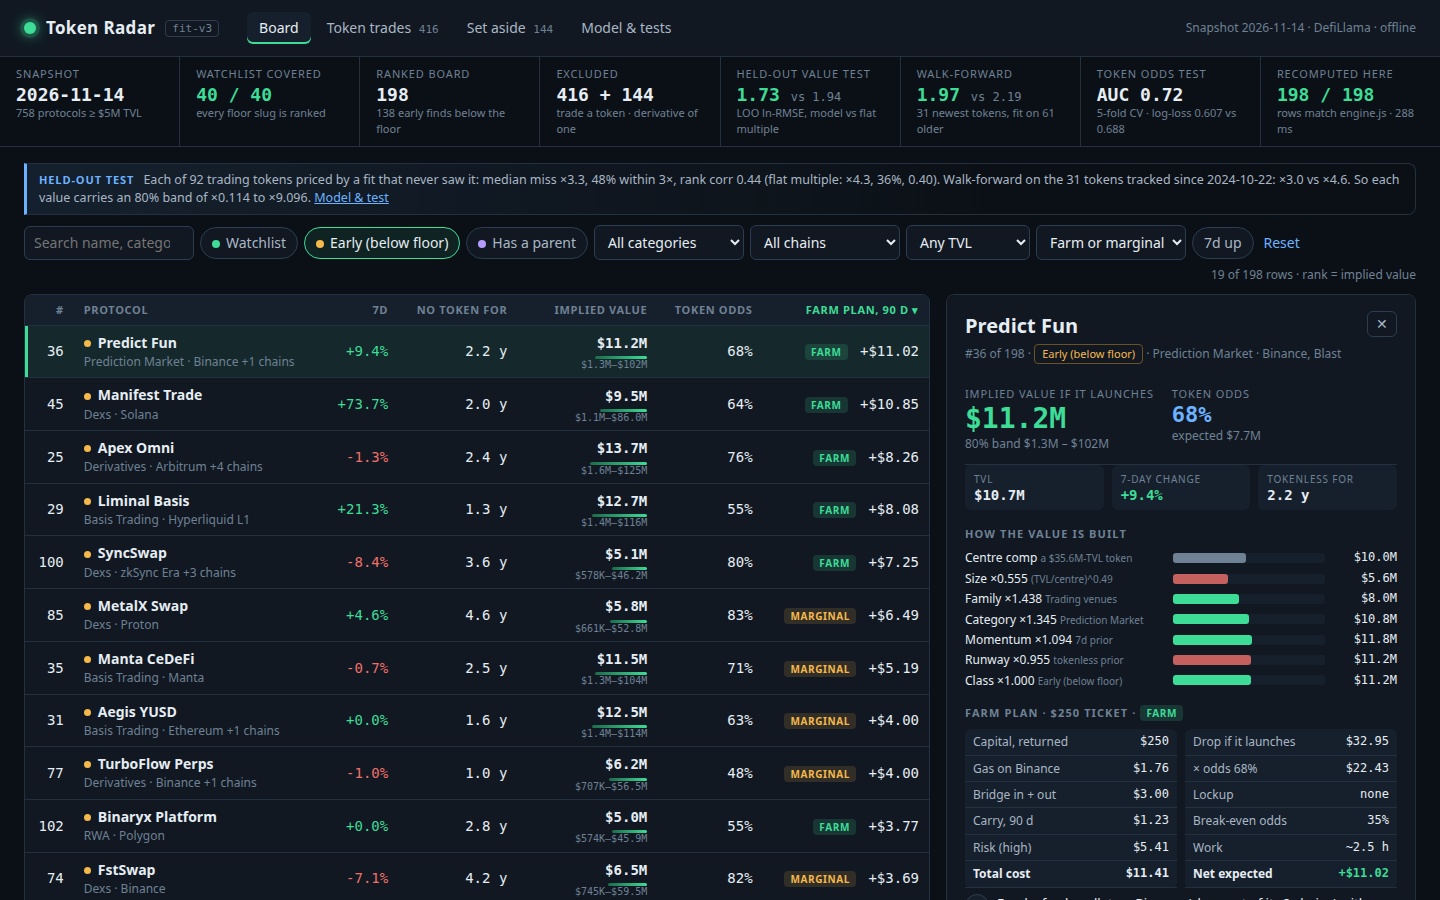 Token Radar fit-v3 Board Token trades 416 Set aside 144 Model & tests Snapshot 2026-11-14 · DefiLlama · offline
SNAPSHOT
2026-11-14
758 protocols ≥ $5M TVL
WATCHLIST COVERED
40 / 40
every floor slug is ranked
RANKED BOARD
198
138 early finds below the
floor
EXCLUDED
416 + 144
trade a token · derivative of
one
HELD-OUT VALUE TEST
1.73 vs 1.94
LOO ln-RMSE, model vs flat
multiple
WALK-FORWARD
1.97 vs 2.19
31 newest tokens, fit on 61
older
TOKEN ODDS TEST
AUC 0.72
5-fold CV · log-loss 0.607 vs
0.688
RECOMPUTED HERE
198 / 198
rows match engine.js · 288
ms
HELD-OUT TEST Each of 92 trading tokens priced by a fit that never saw it: median miss ×3.3, 48% within 3×, rank corr 0.44 (flat multiple: ×4.3, 36%, 0.40). Walk-forward on the 31 tokens tracked since 2024-10-22: ×3.0 vs ×4.6. So each
value carries an 80% band of ×0.114 to ×9.096. Model & test
Search name, catego Watchlist Early (below floor) Has a parent All categories All chains Any TVL Farm or marginal 7d up Reset
19 of 198 rows · rank = implied value
# PROTOCOL 7D NO TOKEN FOR IMPLIED VALUE TOKEN ODDS FARM PLAN, 90 D ▾
36 Predict Fun +9.4% 2.2 y $11.2M 68% FARM +$11.02
Prediction Market · Binance +1 chains $1.3M–$102M
45 Manifest Trade +73.7% 2.0 y $9.5M 64% FARM +$10.85
Dexs · Solana $1.1M–$86.0M
25 Apex Omni -1.3% 2.4 y $13.7M 76% FARM +$8.26
Derivatives · Arbitrum +4 chains $1.6M–$125M
29 Liminal Basis +21.3% 1.3 y $12.7M 55% FARM +$8.08
Basis Trading · Hyperliquid L1 $1.4M–$116M
100 SyncSwap -8.4% 3.6 y $5.1M 80% FARM +$7.25
Dexs · zkSync Era +3 chains $578K–$46.2M
85 MetalX Swap +4.6% 4.6 y $5.8M 83% MARGINAL +$6.49
Dexs · Proton $661K–$52.8M
35 Manta CeDeFi -0.7% 2.5 y $11.5M 71% MARGINAL +$5.19
Basis Trading · Manta $1.3M–$104M
31 Aegis YUSD +0.0% 1.6 y $12.5M 63% MARGINAL +$4.00
Basis Trading · Ethereum +1 chains $1.4M–$114M
77 TurboFlow Perps -1.0% 1.0 y $6.2M 48% MARGINAL +$4.00
Derivatives · Binance +1 chains $707K–$56.5M
102 Binaryx Platform +0.0% 2.8 y $5.0M 55% FARM +$3.77
RWA · Polygon $574K–$45.9M
74 FstSwap -7.1% 4.2 y $6.5M 82% MARGINAL +$3.69
Dexs · Binance $745K–$59.5M
Predict Fun ✕
#36 of 198 · Early (below floor) · Prediction Market · Binance, Blast
IMPLIED VALUE IF IT LAUNCHES
$11.2M
80% band $1.3M – $102M
TOKEN ODDS
68%
expected $7.7M
TVL
$10.7M
7-DAY CHANGE
+9.4%
TOKENLESS FOR
2.2 y
HOW THE VALUE IS BUILT
Centre comp a $35.6M-TVL token $10.0M
Size ×0.555 (TVL/centre)^0.49 $5.6M
Family ×1.438 Trading venues $8.0M
Category ×1.345 Prediction Market $10.8M
Momentum ×1.094 7d prior $11.8M
Runway ×0.955 tokenless prior $11.2M
Class ×1.000 Early (below floor) $11.2M
FARM PLAN · $250 TICKET · FARM
Capital, returned $250 Drop if it launches $32.95
Gas on Binance $1.76 × odds 68% $22.43
Bridge in + out $3.00 Lockup none
Carry, 90 d $1.23 Break-even odds 35%
Risk (high) $5.41 Work ~2.5 h
Total cost $11.41 Net expected +$11.02